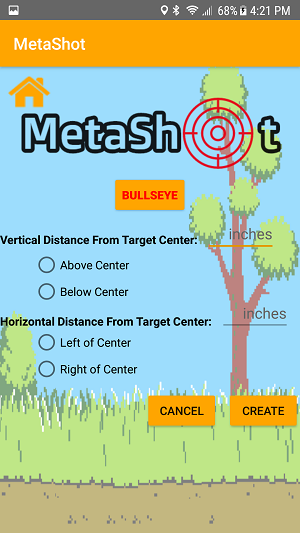 68% 4:21 PM
MetaShot
MetaShot
BULLSEYE
Vertical Distance From Target Center: inches
Above Center
Below Center
Horizontal Distance From Target Center: inches
Left of Center
Right of Center
CANCEL CREATE